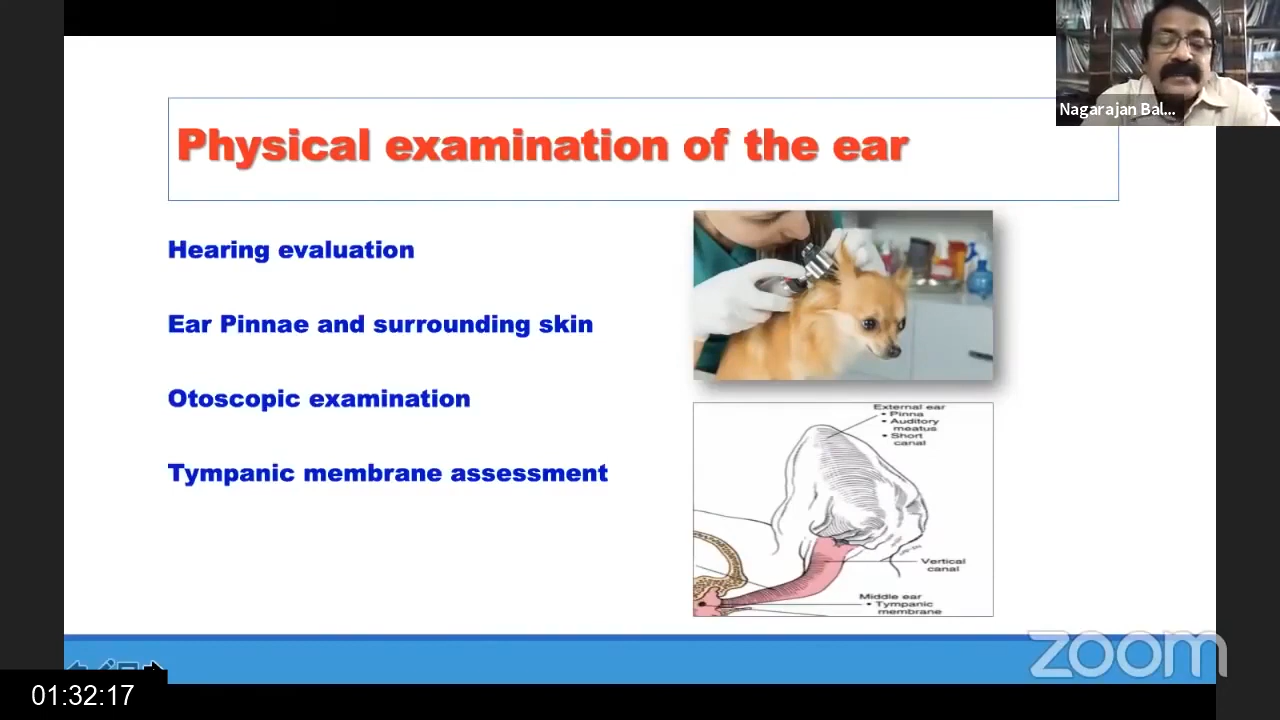 Nagarajan Bal...
Physical examination of the ear
Hearing evaluation
Ear Pinnae and surrounding skin
Otoscopic examination
Tympanic membrane assessment
External ear
• Pinna
• Auditory
meatus
• Short
canal
Vertical
canal
Middle ear
• Tympanic
membrane
zoom
01:32:17